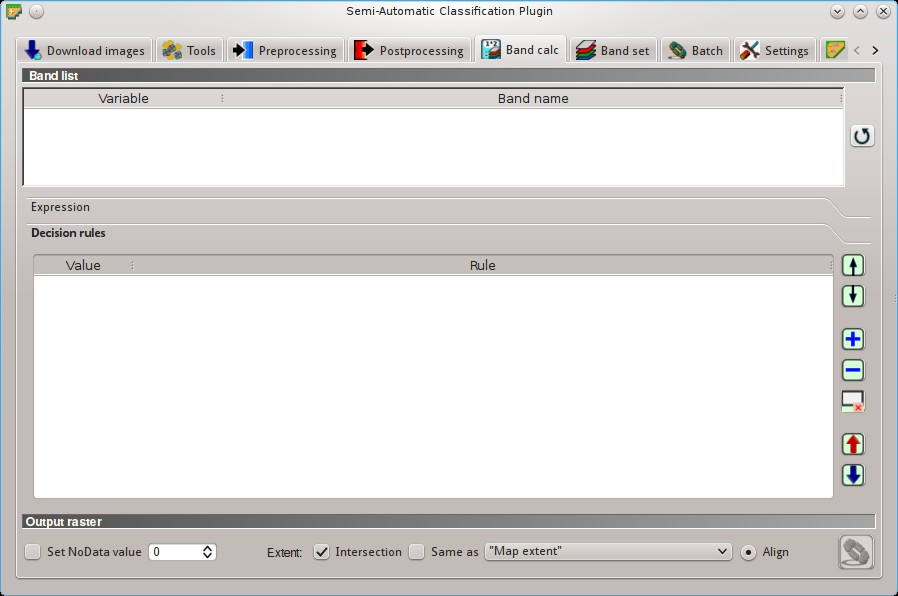 Semi-Automatic Classification Plugin
Download images Tools Preprocessing Postprocessing Band calc Band set Batch Settings
Band list
Variable Band name
Expression
Decision rules
Value Rule
Output raster
Set NoData value 0 Extent: Intersection Same as "Map extent" Align